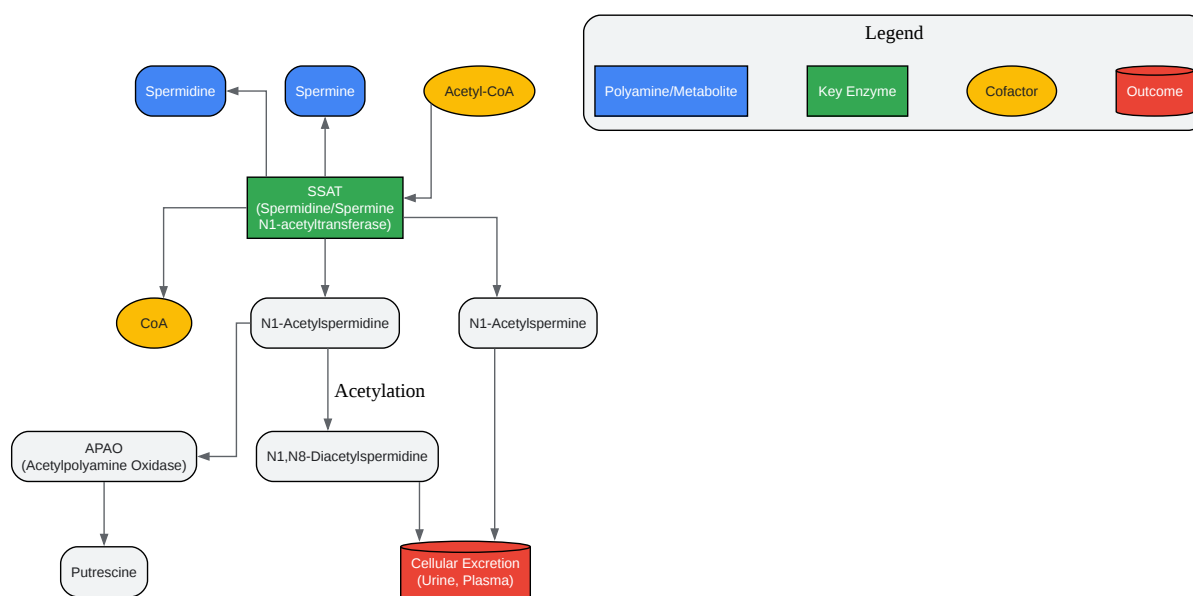 Legend
Spermidine
Spermine
Acetyl-CoA
Polyamine/Metabolite
Key Enzyme
Cofactor
Outcome
SSAT
(Spermidine/Spermine
N1-acetyltransferase)
CoA
N1-Acetylspermidine
N1-Acetylspermine
Acetylation
APAO
(Acetylpolyamine Oxidase)
N1,N8-Diacetylspermidine
Putrescine
Cellular Excretion
(Urine, Plasma)